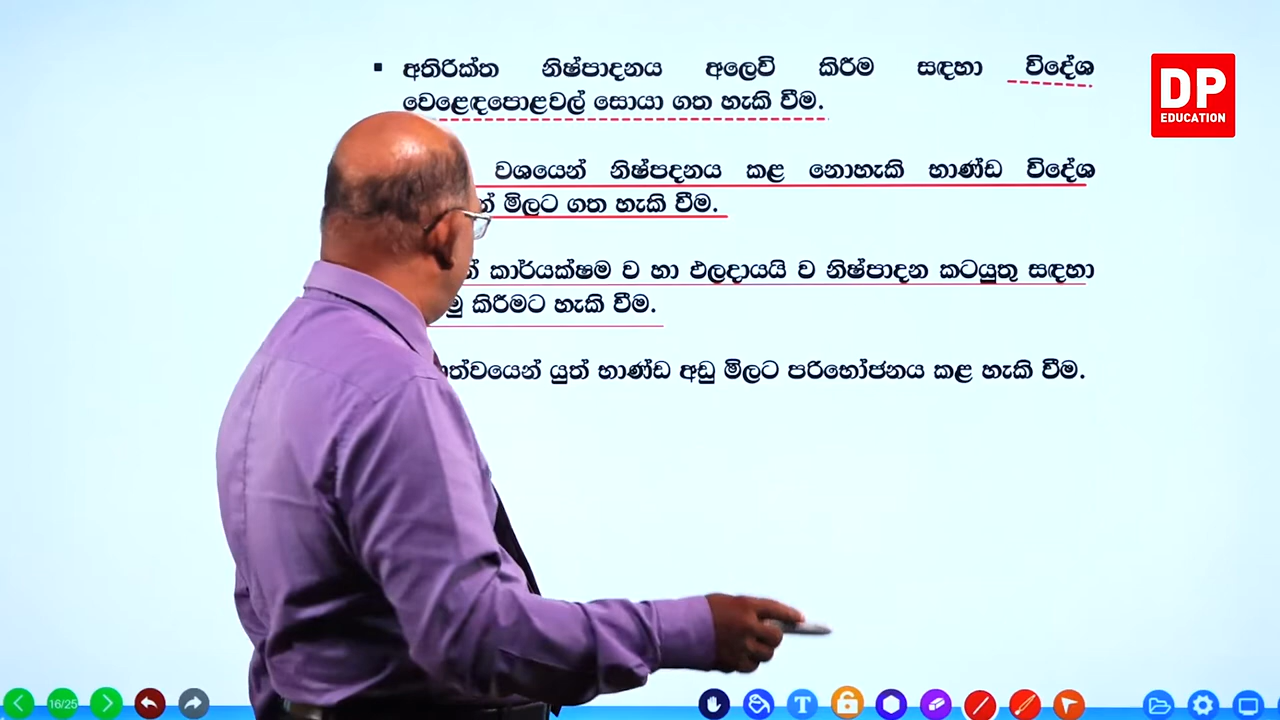 අතිරික්ත නිෂ්පාදනය අලෙවි කිරීම සඳහා විදේශ
වෙළෙඳපොළවල් සොයා ගත හැකි වීම.
DP
EDUCATION
වශයෙන් නිෂ්පදනය කළ නොහැකි භාණ්ඩ විදේශ
මිලට ගත හැකි වීම.
කාර්යක්ෂම ව හා ඵලදායයි ව නිෂ්පාදන කටයුතු සඳහා
කිරීමට හැකි වීම.
යුත් භාණ්ඩ අඩු මිලට පරිභෝජනය කළ හැකි වීම.
16/25
T